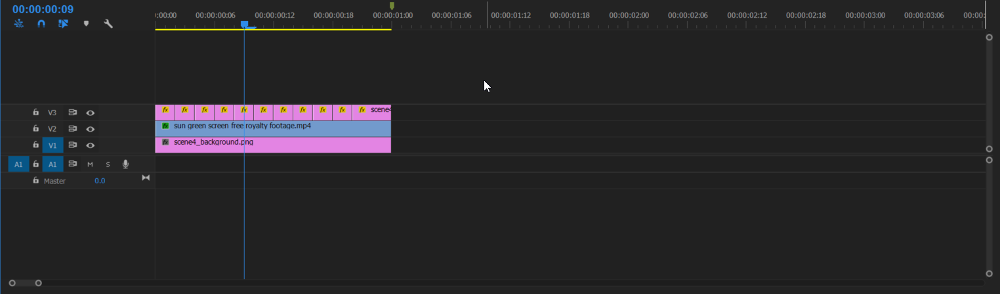 00:00:00:09
:00:00 00:00:00:06 00:00:00:12 00:00:00:18 00:00:01:00 00:00:01:06 00:00:01:12 00:00:01:18 00:00:02:00 00:00:02:06 00:00:02:12 00:00:02:18 00:00:03:00 00:00:03:06 00:00:
V3 fx fx fx fx fx fx fx fx fx fx fx scene4
V2 fx sun green screen free royalty footage.mp4
V1 fx scene4_background.png
A1 A1 M S
Master 0.0